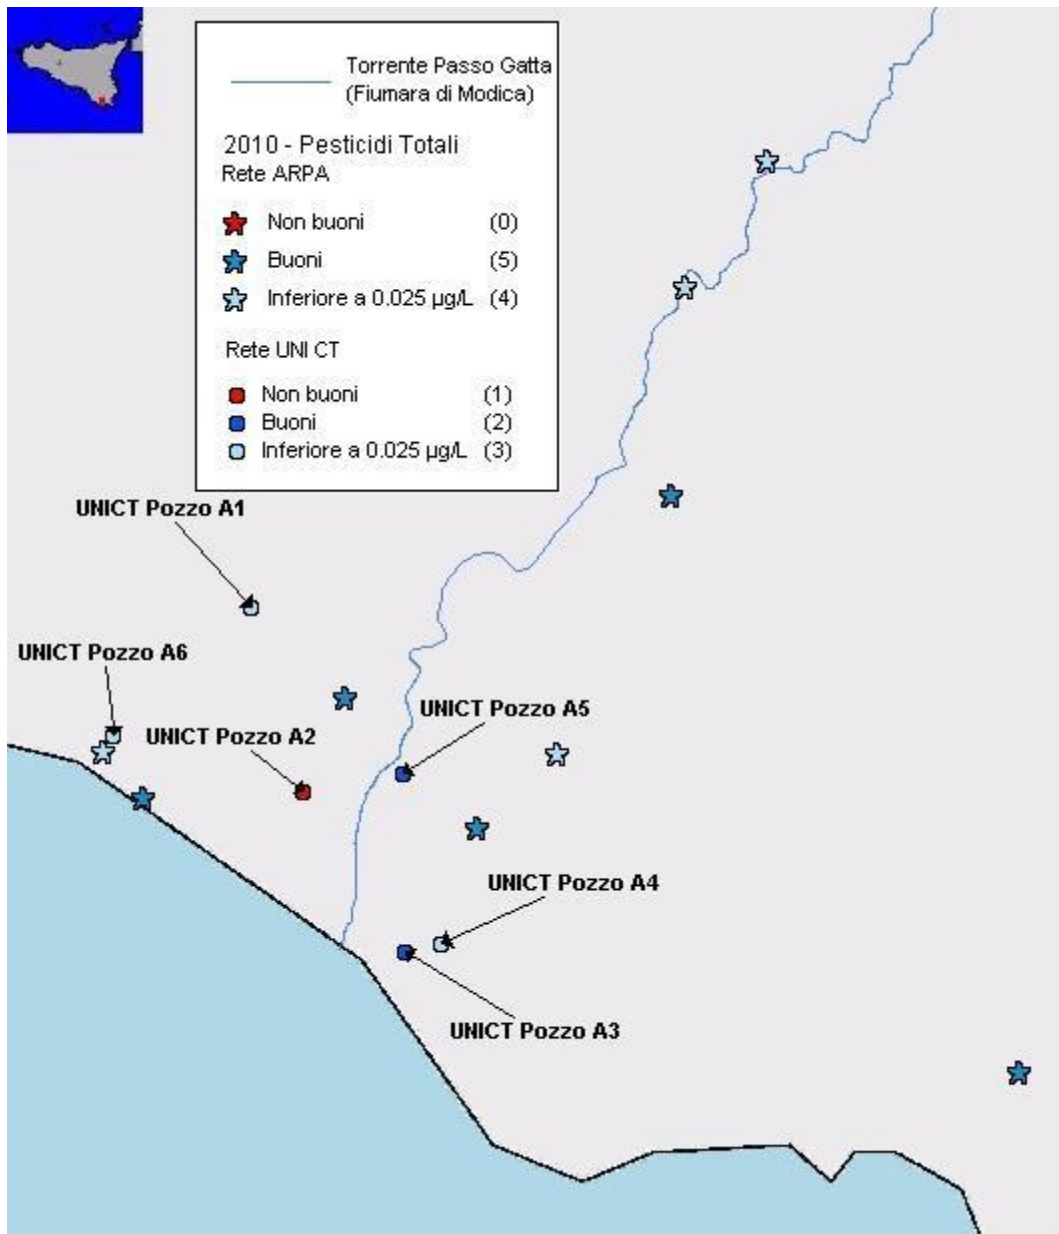 Torrente Passo Gatta
(Fiumara di Modica)
2010 - Pesticidi Totali
Rete ARPA
Non buoni (0)
Buoni (5)
Inferiore a 0.025 µg/L (4)
Rete UNI CT
Non buoni (1)
Buoni (2)
Inferiore a 0.025 µg/L (3)
UNICT Pozzo A1
UNICT Pozzo A6
UNICT Pozzo A5
UNICT Pozzo A2
UNICT Pozzo A4
UNICT Pozzo A3